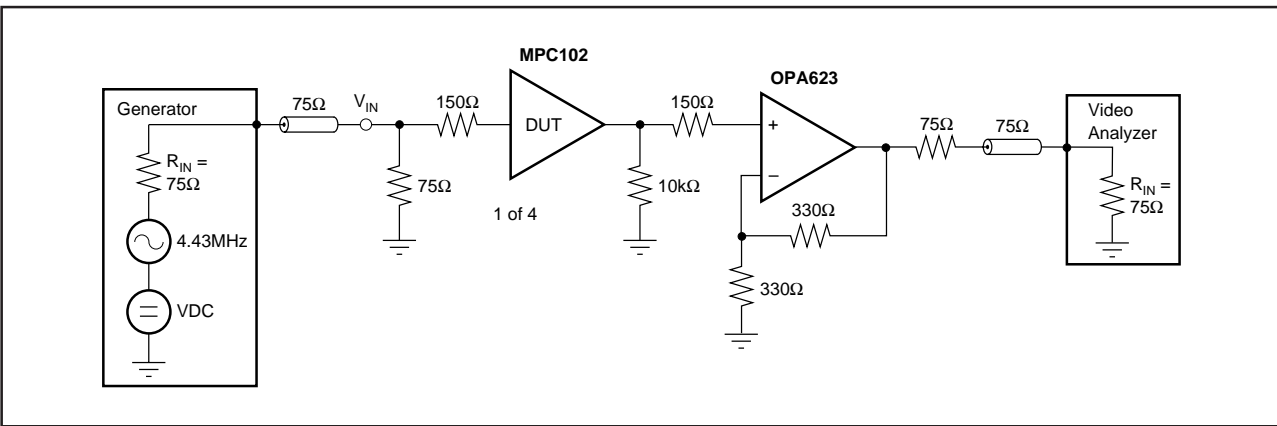 Generator
R_IN =
75Ω
4.43MHz
VDC
75Ω
V_IN
75Ω
150Ω
MPC102
DUT
1 of 4
10kΩ
150Ω
OPA623
+
−
330Ω
330Ω
75Ω
75Ω
Video
Analyzer
R_IN =
75Ω